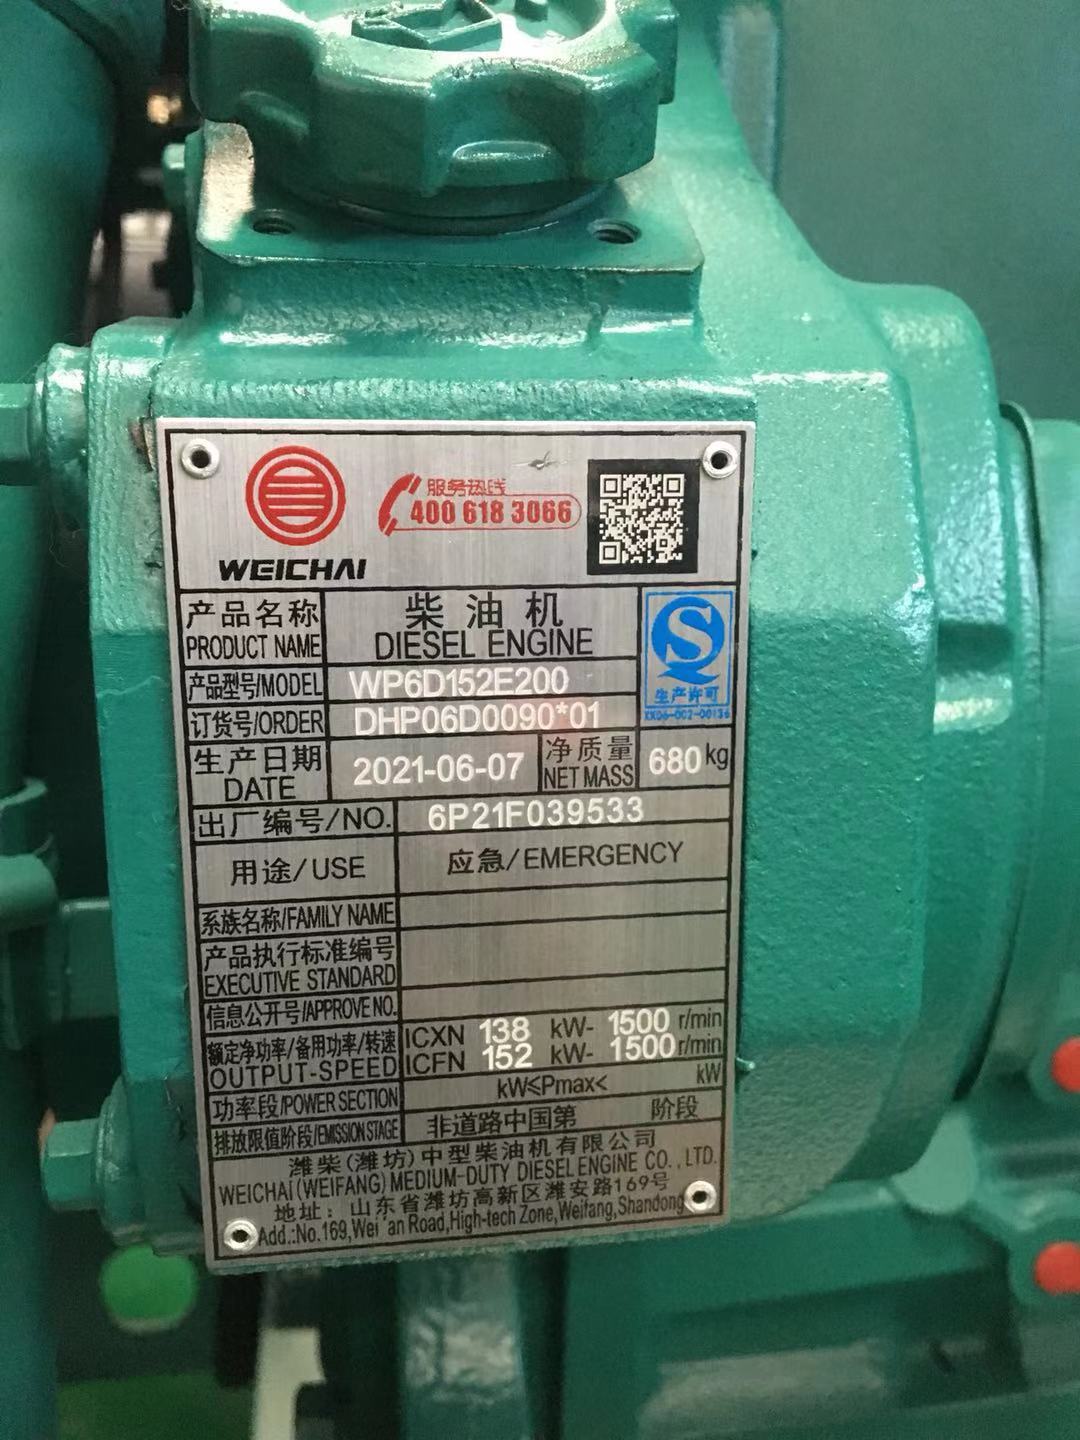 服务热线
400 618 3066
WEICHAI
产品名称
PRODUCT NAME
柴油机
DIESEL ENGINE
产品型号/MODEL
WP6D152E200
生产许可
XK06-002-00136
订货号/ORDER
DHP06D0090*01
生产日期
DATE
2021-06-07
净质量
NET MASS
680 kg
出厂编号/NO.
6P21F039533
用途/USE
应急/EMERGENCY
系族名称/FAMILY NAME
产品执行标准编号
EXECUTIVE STANDARD
信息公开号/APPROVE NO.
额定净功率/备用功率/转速
OUTPUT-SPEED
ICXN 138 kW- 1500 r/min
ICFN 152 kW- 1500 r/min
功率段/POWER SECTION
kW≤Pmax< kW
排放限值阶段/EMISSION STAGE
非道路中国第 阶段
潍柴(潍坊)中型柴油机有限公司
WEICHAI(WEIFANG)MEDIUM-DUTY DIESEL ENGINE CO.,LTD.
地址：山东省潍坊高新区潍安路169号
Add.:No.169,Wei'an Road,High-tech Zone,Weifang,Shandong